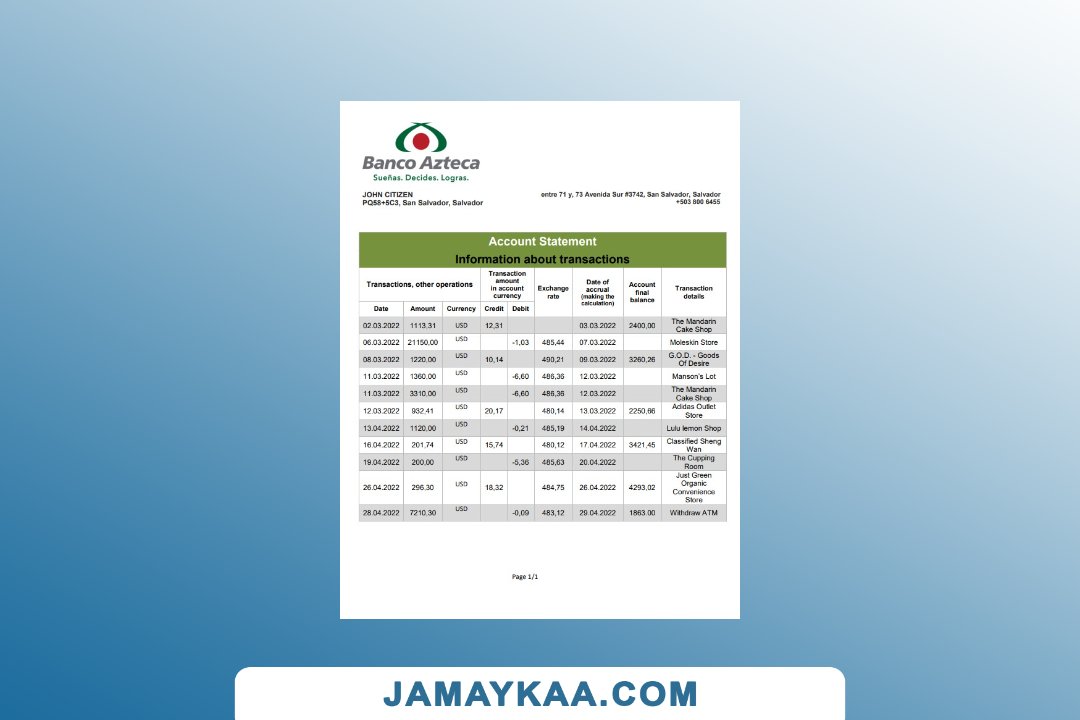 Banco Azteca
Sueñas. Decides. Logras.
JOHN CITIZEN
PQ58+5C3, San Salvador, Salvador
entre 71 y, 73 Avenida Sur #3742, San Salvador, Salvador
+503 800 6455
Account Statement
Information about transactions
Transactions, other operations
Transaction
amount
in account
currency
Exchange
rate
Date of
accrual
(making the
calculation)
Account
final
balance
Transaction
details
Date Amount Currency Credit Debit
02.03.2022 1113,31 USD 12,31 03.03.2022 2400,00 The Mandarin
Cake Shop
06.03.2022 21150,00 USD -1,03 485,44 07.03.2022 Moleskin Store
08.03.2022 1220,00 USD 10,14 490,21 09.03.2022 3260,26 G.O.D. - Goods
Of Desire
11.03.2022 1360,00 USD -6,60 486,36 12.03.2022 Manson's Lot
11.03.2022 3310,00 USD -6,60 486,36 12.03.2022 The Mandarin
Cake Shop
12.03.2022 932,41 USD 20,17 480,14 13.03.2022 2250,66 Adidas Outlet
Store
13.04.2022 1120,00 USD -0,21 485,19 14.04.2022 Lulu lemon Shop
16.04.2022 201,74 USD 15,74 480,12 17.04.2022 3421,45 Classified Sheng
Wan
19.04.2022 200,00 USD -5,36 485,63 20.04.2022 The Cupping
Room
26.04.2022 296,30 USD 18,32 484,75 26.04.2022 4293,02 Just Green
Organic
Convenience
Store
28.04.2022 7210,30 USD -0,09 483,12 29.04.2022 1863.00 Withdraw ATM
Page 1/1
JAMAYKAA.COM